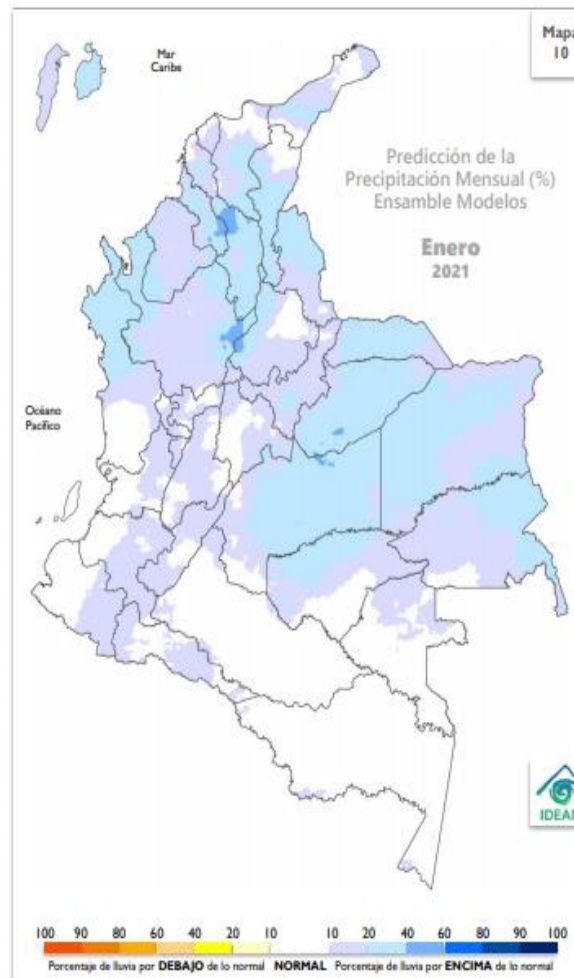 Mapa
10
Mar
Caribe
Predicción de la
Precipitación Mensual (%)
Ensamble Modelos
Enero
2021
Océano
Pacífico
IDEAM
100 90 80 60 40 20 10 10 20 40 60 80 90 100
Porcentaje de lluvia por DEBAJO de lo normal NORMAL Porcentaje de lluvia por ENCIMA de lo normal